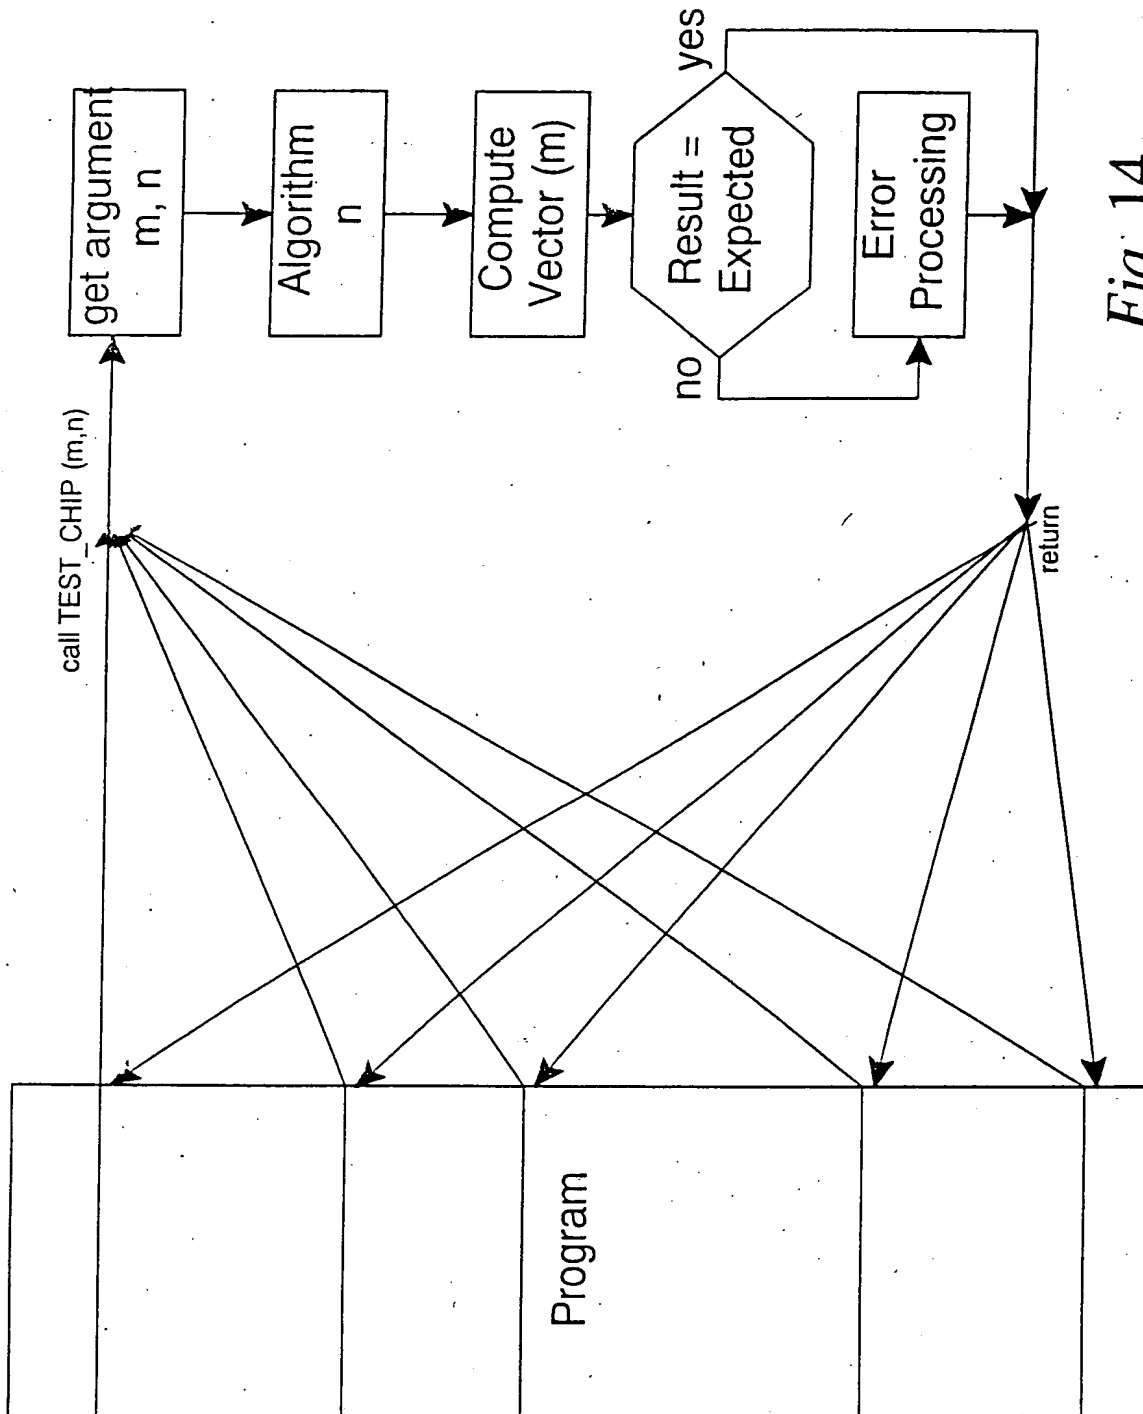 call TEST_CHIP (m,n)
get argument
m, n
Algorithm
n
Compute
Vector (m)
Result =
Expected
yes
no
Error
Processing
return
Program
Fig. 14